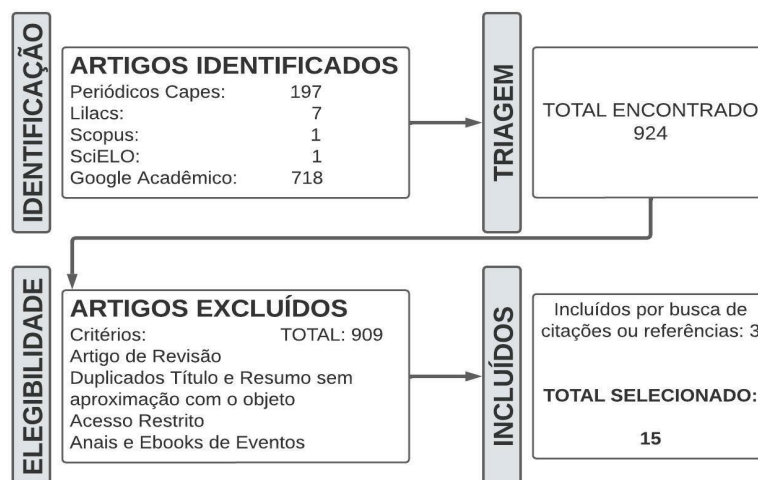 IDENTIFICAÇÃO
ARTIGOS IDENTIFICADOS
Periódicos Capes: 197
Lilacs: 7
Scopus: 1
SciELO: 1
Google Acadêmico: 718
TRIAGEM
TOTAL ENCONTRADO
924
ELEGIBILIDADE
ARTIGOS EXCLUÍDOS
Critérios: TOTAL: 909
Artigo de Revisão
Duplicados Título e Resumo sem
aproximação com o objeto
Acesso Restrito
Anais e Ebooks de Eventos
INCLUÍDOS
Incluídos por busca de
citações ou referências: 3
TOTAL SELECIONADO:
15